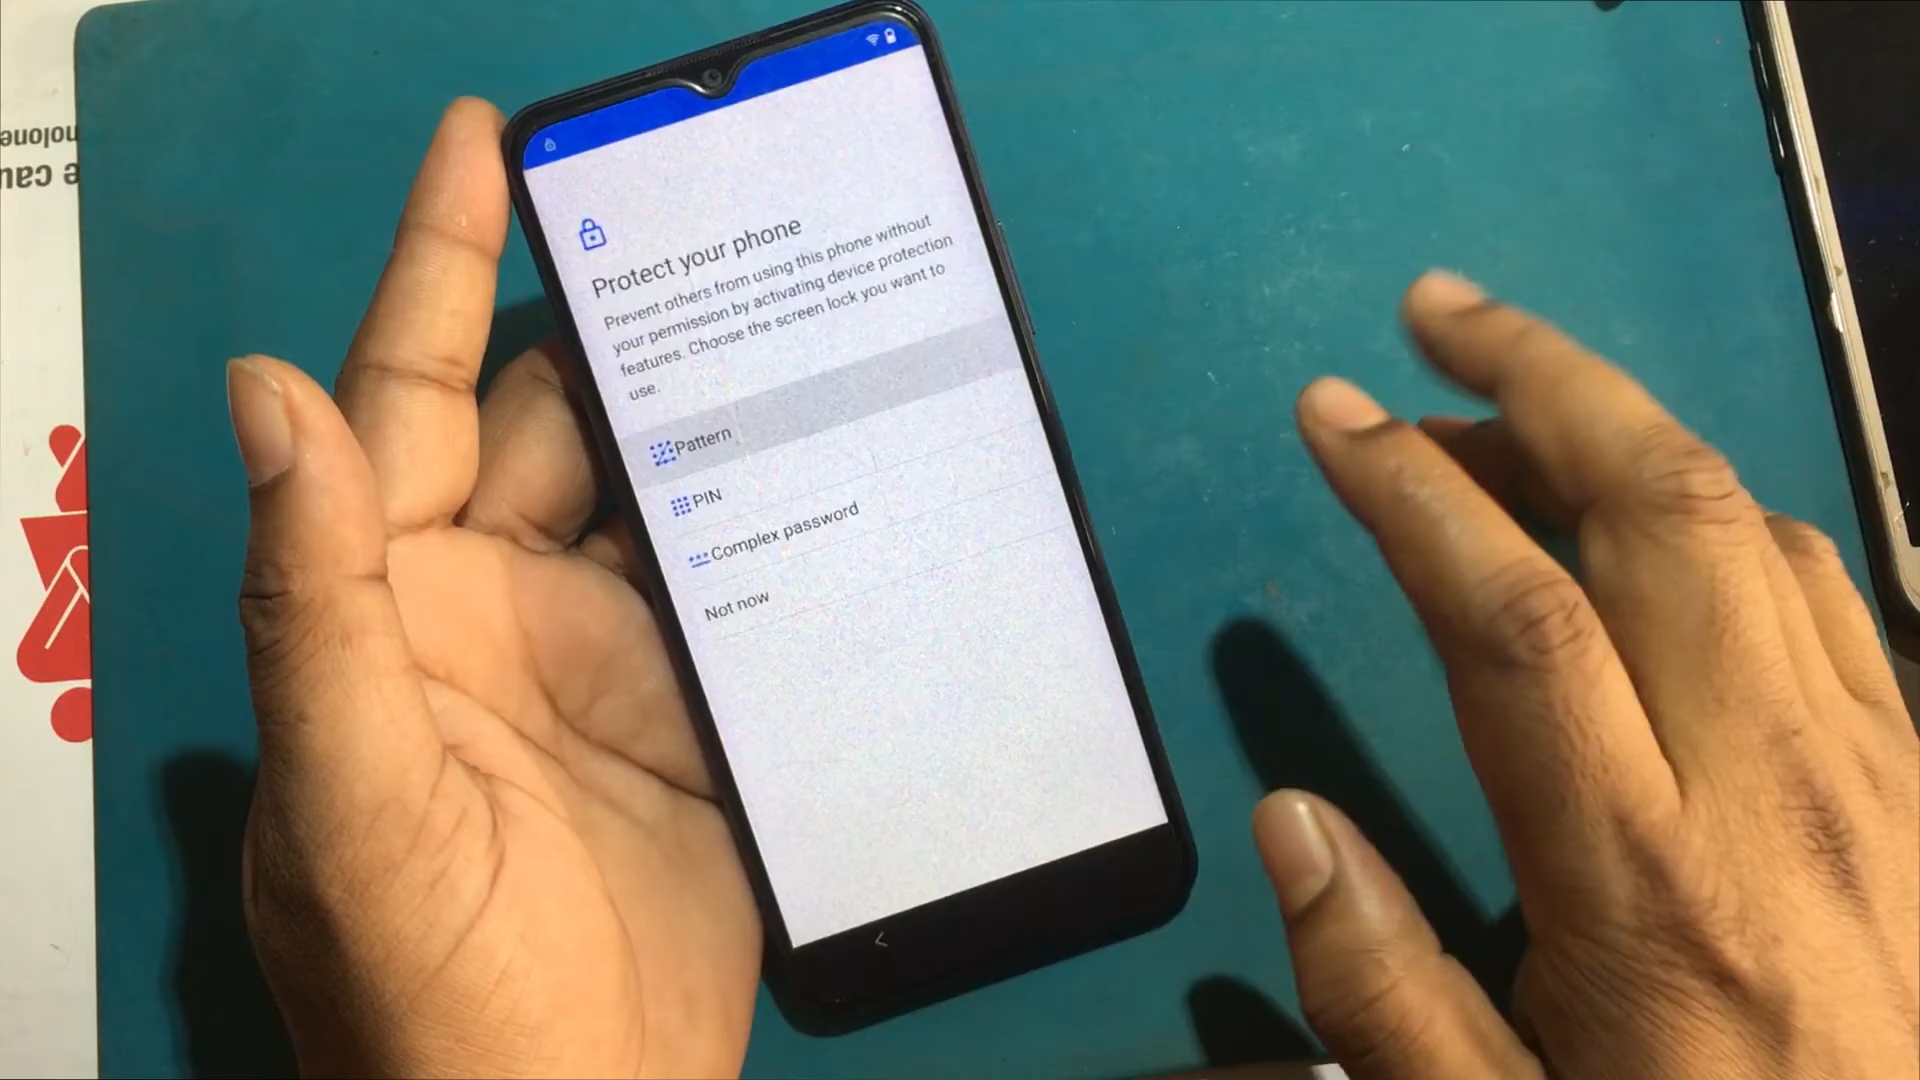 Protect your phone
Prevent others from using this phone without
your permission by activating device protection
features. Choose the screen lock you want to
use.
Pattern
PIN
Complex password
Not now